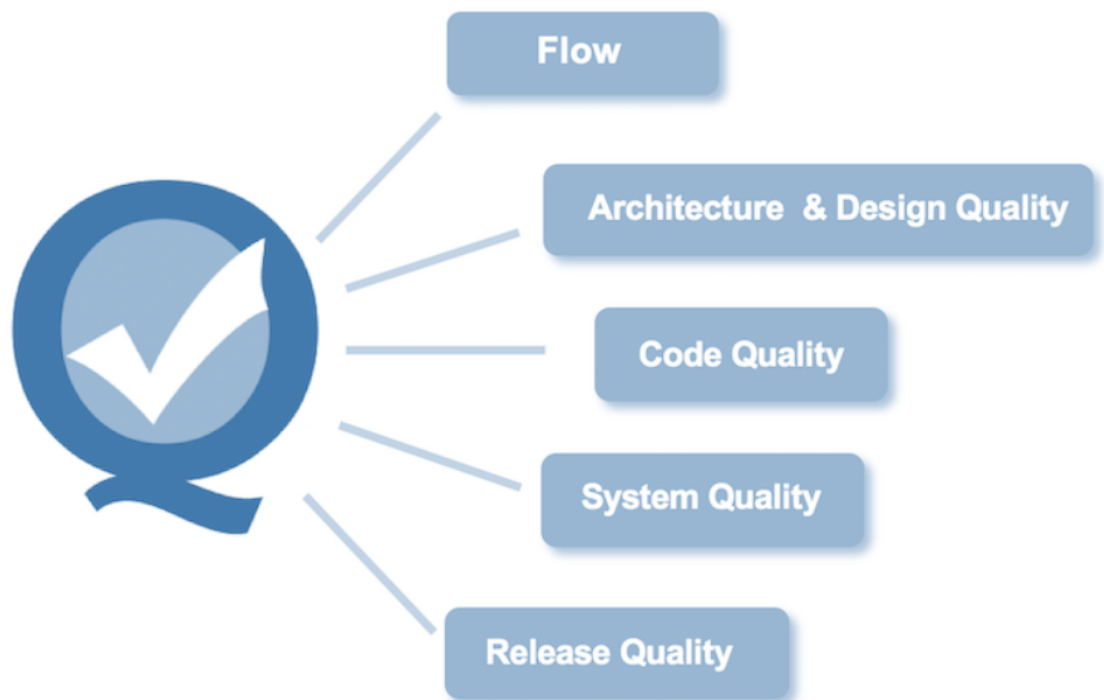 Flow
Architecture & Design Quality
Code Quality
System Quality
Release Quality